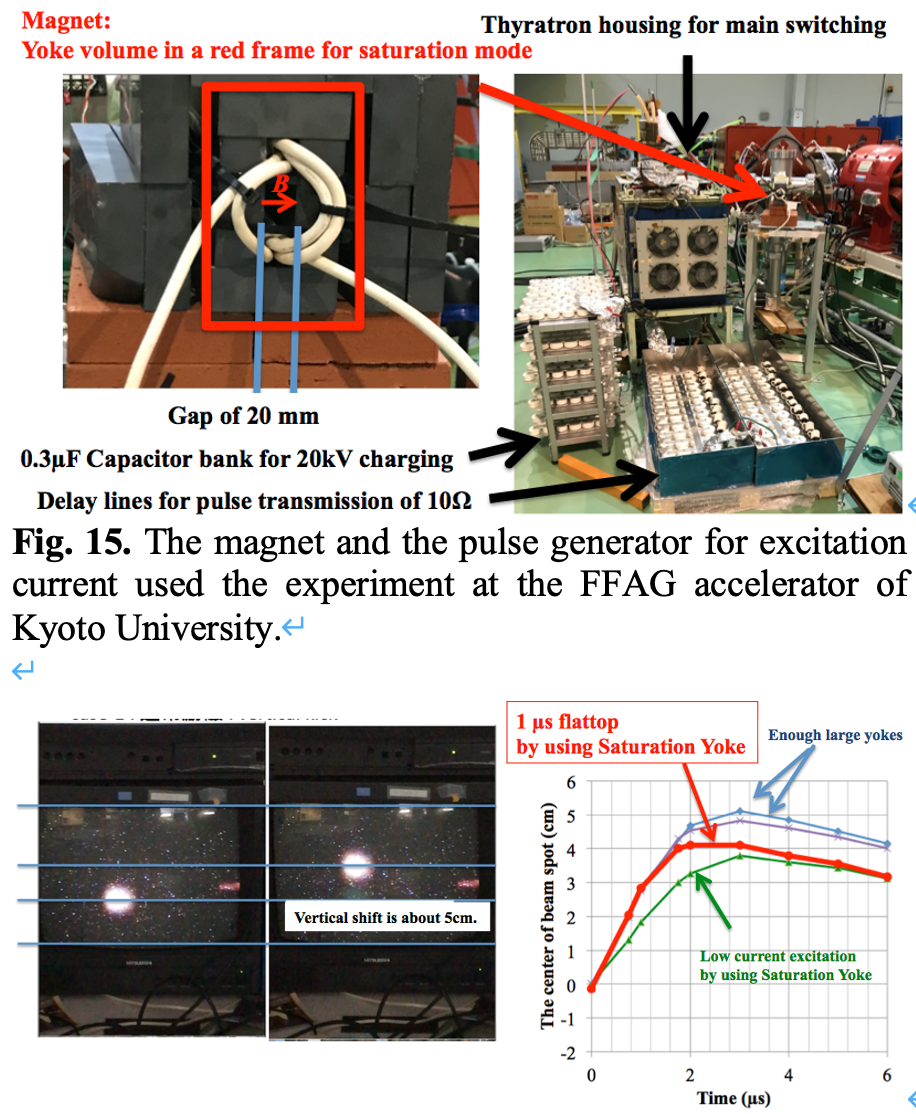 Magnet:
Yoke volume in a red frame for saturation mode
Thyratron housing for main switching
B
Gap of 20 mm
0.3μF Capacitor bank for 20kV charging
Delay lines for pulse transmission of 10Ω
Fig. 15. The magnet and the pulse generator for excitation
current used the experiment at the FFAG accelerator of
Kyoto University.
Vertical shift is about 5cm.
1 μs flattop
by using Saturation Yoke
Enough large yokes
Low current excitation
by using Saturation Yoke
The center of beam spot (cm)
6
5
4
3
2
1
0
-1
-2
0 2 4 6
Time (μs)